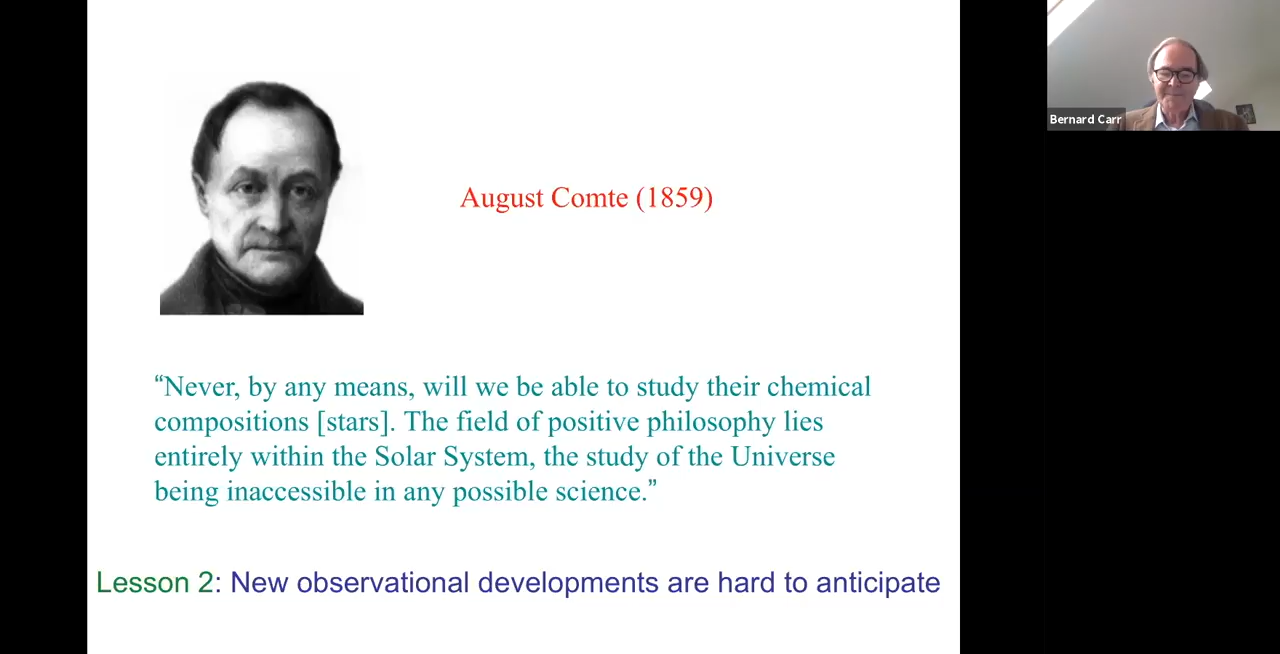 August Comte (1859)
“Never, by any means, will we be able to study their chemical
compositions [stars]. The field of positive philosophy lies
entirely within the Solar System, the study of the Universe
being inaccessible in any possible science.”
Lesson 2: New observational developments are hard to anticipate
Bernard Carr